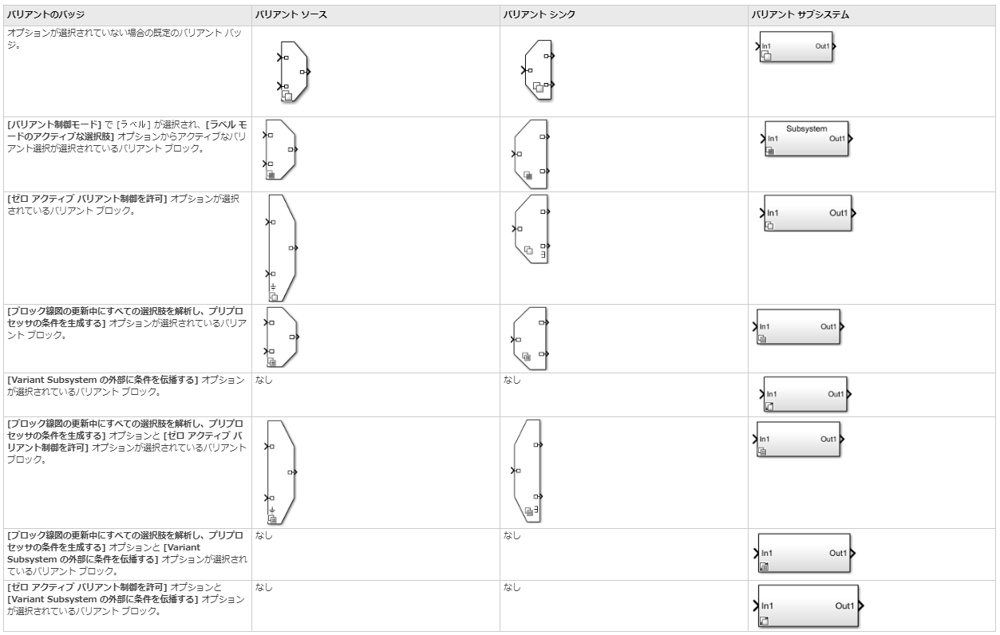 バリアントのバッジ
バリアント ソース
バリアント シンク
バリアント サブシステム
オプションが選択されていない場合の既定のバリアント バッ
ジ。
In1
Out1
[バリアント制御モード] で [ラベル] が選択され、[ラベル モ
ードのアクティブな選択肢] オプションからアクティブなバリ
アント選択が選択されているバリアント ブロック。
Subsystem
In1
Out1
[ゼロ アクティブ バリアント制御を許可] オプションが選択
されているバリアント ブロック。
In1
Out1
[ブロック線図の更新中にすべての選択肢を解析し、プリプロ
セッサの条件を生成する] オプションが選択されているバリア
ント ブロック。
In1
Out1
[Variant Subsystem の外部に条件を伝播する] オプション
が選択されているバリアント ブロック。
なし
なし
In1
Out1
[ブロック線図の更新中にすべての選択肢を解析し、プリプロ
セッサの条件を生成する] オプションと [ゼロ アクティブ バ
リアント制御を許可] オプションが選択されているバリアント
ブロック。
In1
Out1
[ブロック線図の更新中にすべての選択肢を解析し、プリプロ
セッサの条件を生成する] オプションと [Variant
Subsystem の外部に条件を伝播する] オプションが選択され
ているバリアント ブロック。
なし
なし
In1
Out1
[ゼロ アクティブ バリアント制御を許可] オプションと
[Variant Subsystem の外部に条件を伝播する] オプション
が選択されているバリアント ブロック。
なし
なし
In1
Out1